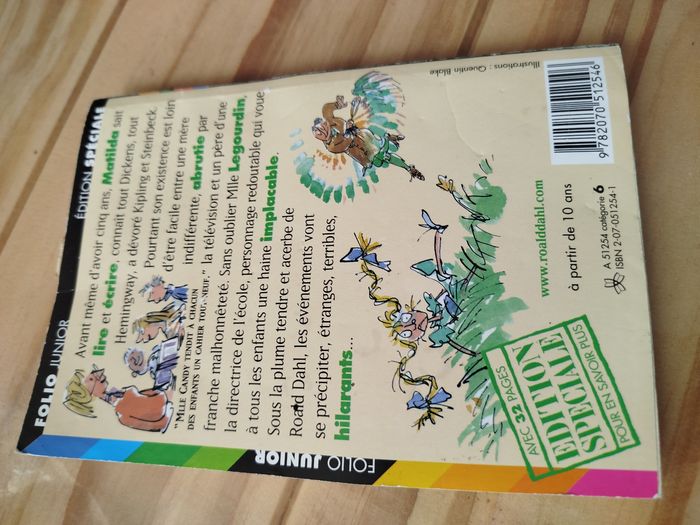 FOLIO JUNIOR
ÉDITION SPÉCIALE
Avant même d'avoir cinq ans, Matilda sait
lire et écrire, connaît tout Dickens, tout
Hemingway, a dévoré Kipling et Steinbeck.
Pourtant son existence est loin
d'être facile entre une mère
indifférente, abrutie par
la télévision et un père d'une
"MLLE CANDY TENDIT À CHACUN
DES ENFANTS UN CAHIER TOUT NEUF."
franche malhonnêteté. Sans oublier Mlle Legourdin,
la directrice de l'école, personnage redoutable qui voue
à tous les enfants une haine implacable.
Sous la plume tendre et acerbe de
Roald Dahl, les événements vont
se précipiter, étranges, terribles,
hilarants...
Illustrations : Quentin Blake
FOLIO JUNIOR
AVEC 32 PAGES
EDITION
SPECIALE
POUR EN SAVOIR PLUS
www.roalddahl.com
à partir de 10 ans
9 782070 512546
A 51254 catégorie 6
ISBN 2-07-051254-1